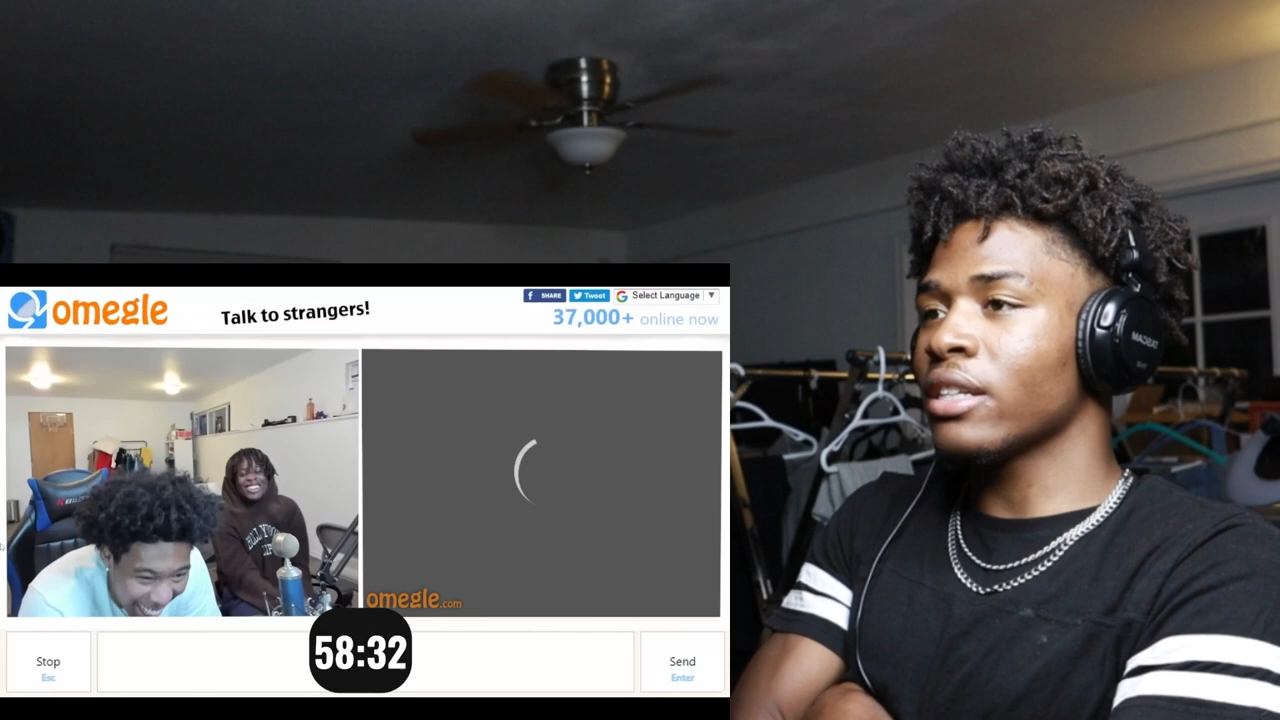 omegle
Talk to strangers!
SHARE
Tweet
Select Language
37,000+ online now
omegle.com
Stop
Esc
58:32
Send
Enter